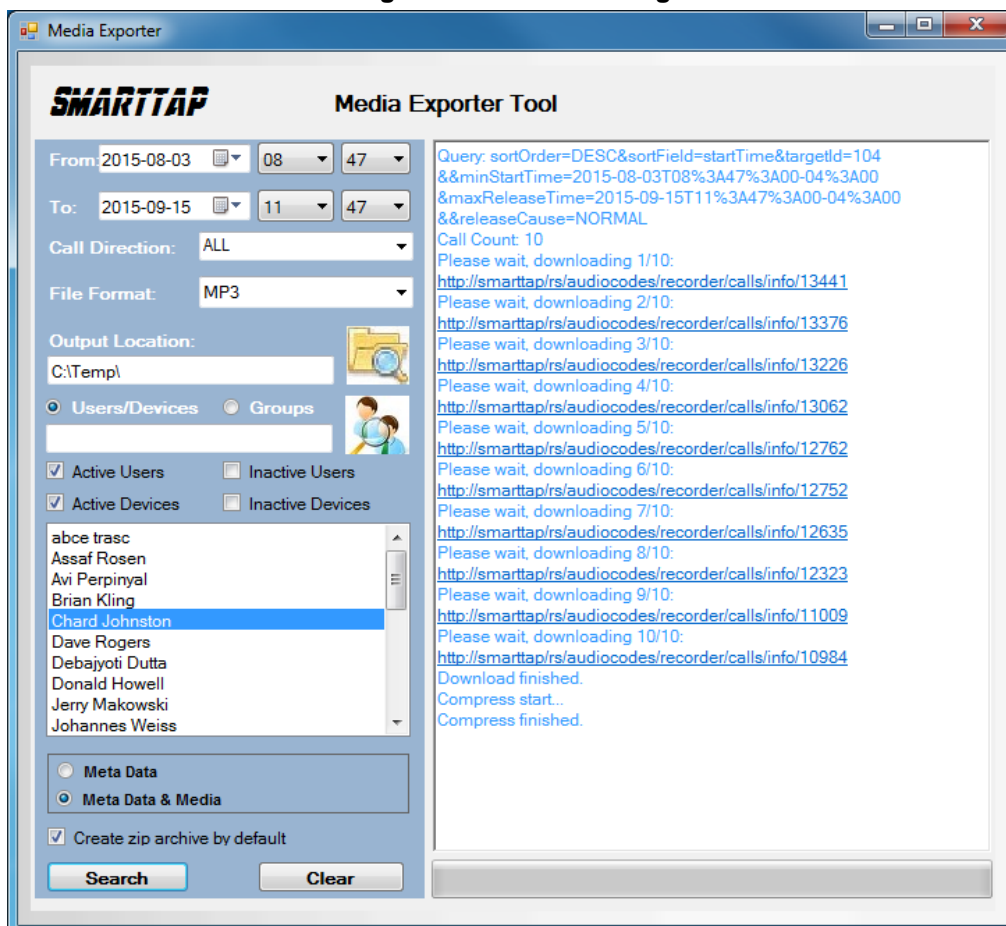 Media Exporter
SMARTTAP
Media Exporter Tool
From: 2015-08-03 08 47
To: 2015-09-15 11 47
Call Direction: ALL
File Format: MP3
Output Location:
C:\Temp\
Users/Devices Groups
Active Users Inactive Users
Active Devices Inactive Devices
abce trasc
Assaf Rosen
Avi Perpinyal
Brian Kling
Chard Johnston
Dave Rogers
Debajyoti Dutta
Donald Howell
Jerry Makowski
Johannes Weiss
Meta Data
Meta Data & Media
Create zip archive by default
Search Clear
Query: sortOrder=DESC&sortField=startTime&targetId=104
&&minStartTime=2015-08-03T08%3A47%3A00-04%3A00
&maxReleaseTime=2015-09-15T11%3A47%3A00-04%3A00
&&releaseCause=NORMAL
Call Count: 10
Please wait, downloading 1/10:
http://smarttap/rs/audiocodes/recorder/calls/info/13441
Please wait, downloading 2/10:
http://smarttap/rs/audiocodes/recorder/calls/info/13376
Please wait, downloading 3/10:
http://smarttap/rs/audiocodes/recorder/calls/info/13226
Please wait, downloading 4/10:
http://smarttap/rs/audiocodes/recorder/calls/info/13062
Please wait, downloading 5/10:
http://smarttap/rs/audiocodes/recorder/calls/info/12762
Please wait, downloading 6/10:
http://smarttap/rs/audiocodes/recorder/calls/info/12752
Please wait, downloading 7/10:
http://smarttap/rs/audiocodes/recorder/calls/info/12635
Please wait, downloading 8/10:
http://smarttap/rs/audiocodes/recorder/calls/info/12323
Please wait, downloading 9/10:
http://smarttap/rs/audiocodes/recorder/calls/info/11009
Please wait, downloading 10/10:
http://smarttap/rs/audiocodes/recorder/calls/info/10984
Download finished.
Compress start...
Compress finished.